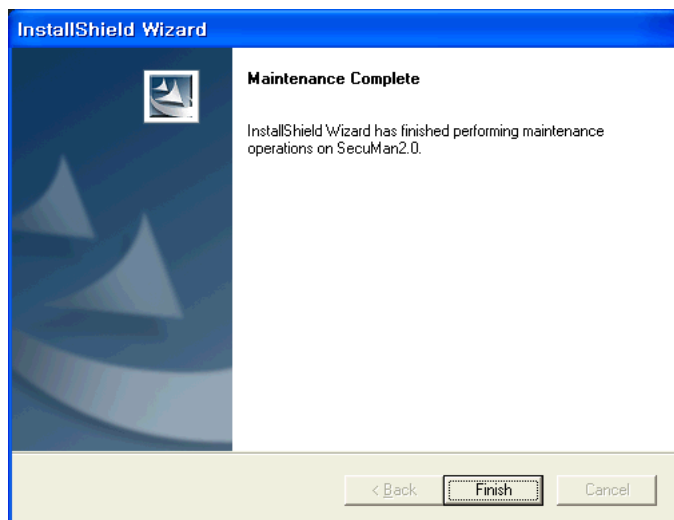 InstallShield Wizard
Maintenance Complete
InstallShield Wizard has finished performing maintenance
operations on SecuMan2.0.
< Back
Finish
Cancel